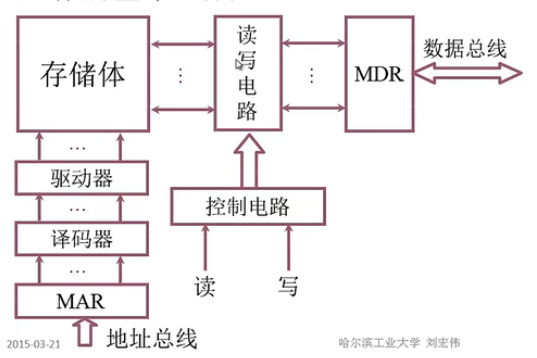 存储体
读写电路
MDR
数据总线
…
…
…
驱动器
控制电路
…
译码器
…
读
写
MAR
地址总线
2015-03-21
哈尔滨工业大学 刘宏伟